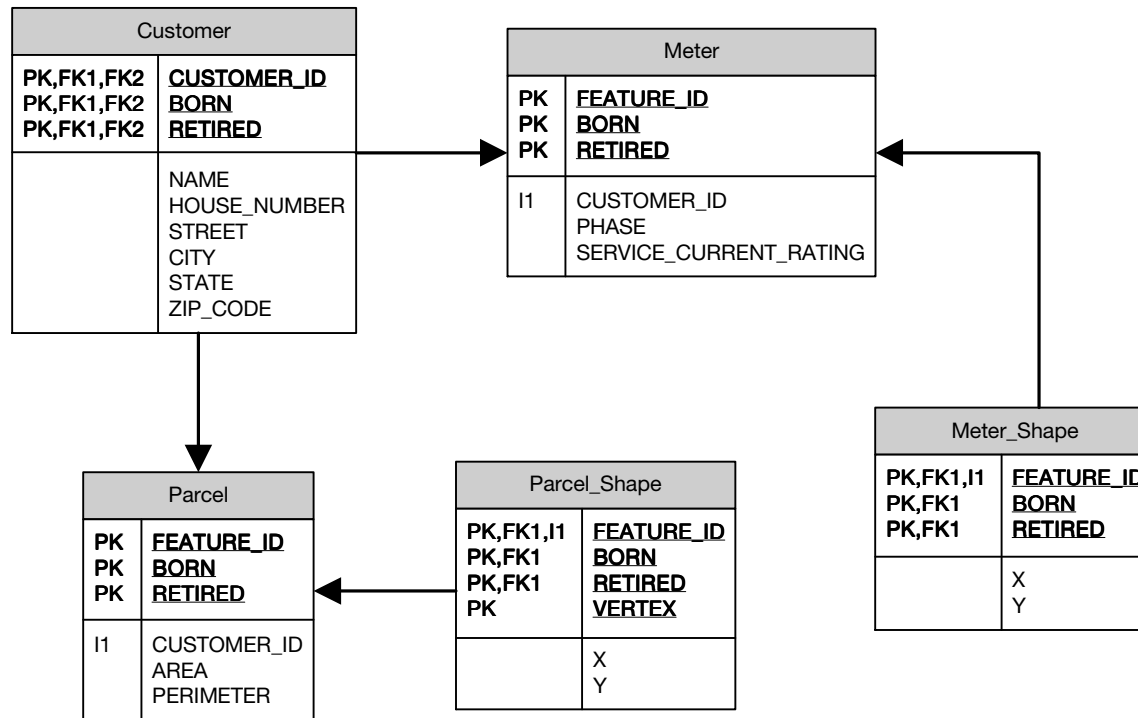 Customer
PK,FK1,FK2 CUSTOMER_ID
PK,FK1,FK2 BORN
PK,FK1,FK2 RETIRED
NAME
HOUSE_NUMBER
STREET
CITY
STATE
ZIP_CODE
Meter
PK FEATURE_ID
PK BORN
PK RETIRED
I1 CUSTOMER_ID
PHASE
SERVICE_CURRENT_RATING
Parcel
PK FEATURE_ID
PK BORN
PK RETIRED
I1 CUSTOMER_ID
AREA
PERIMETER
Parcel_Shape
PK,FK1,I1 FEATURE_ID
PK,FK1 BORN
PK,FK1 RETIRED
PK VERTEX
X
Y
Meter_Shape
PK,FK1,I1 FEATURE_ID
PK,FK1 BORN
PK,FK1 RETIRED
X
Y